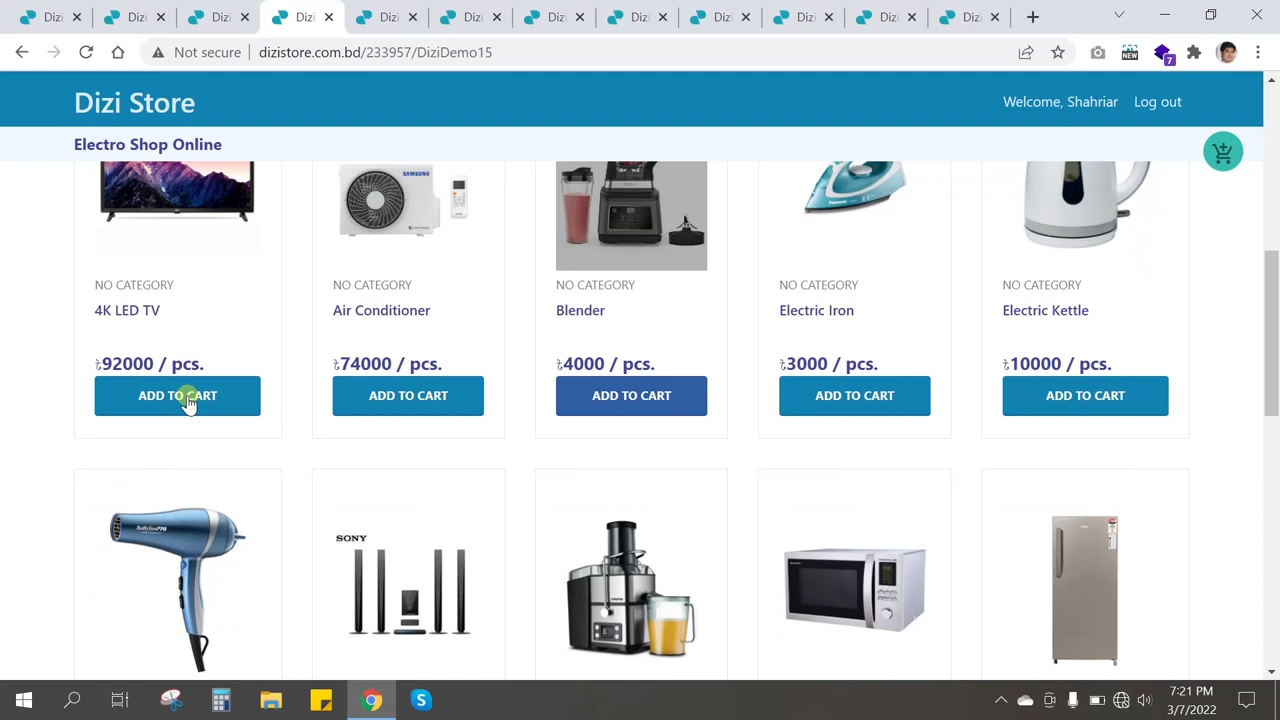 Dizi Dizi Dizi Dizi Dizi Dizi Dizi Dizi Dizi Dizi Dizi Dizi
Not secure dizistore.com.bd/233957/DiziDemo15
NEW
7
Dizi Store
Welcome, Shahriar Log out
Electro Shop Online
SAMSUNG
NO CATEGORY NO CATEGORY NO CATEGORY NO CATEGORY NO CATEGORY
4K LED TV Air Conditioner Blender Electric Iron Electric Kettle
৳92000 / pcs. ৳74000 / pcs. ৳4000 / pcs. ৳3000 / pcs. ৳10000 / pcs.
ADD TO CART ADD TO CART ADD TO CART ADD TO CART ADD TO CART
SONY
7:21 PM
3/7/2022